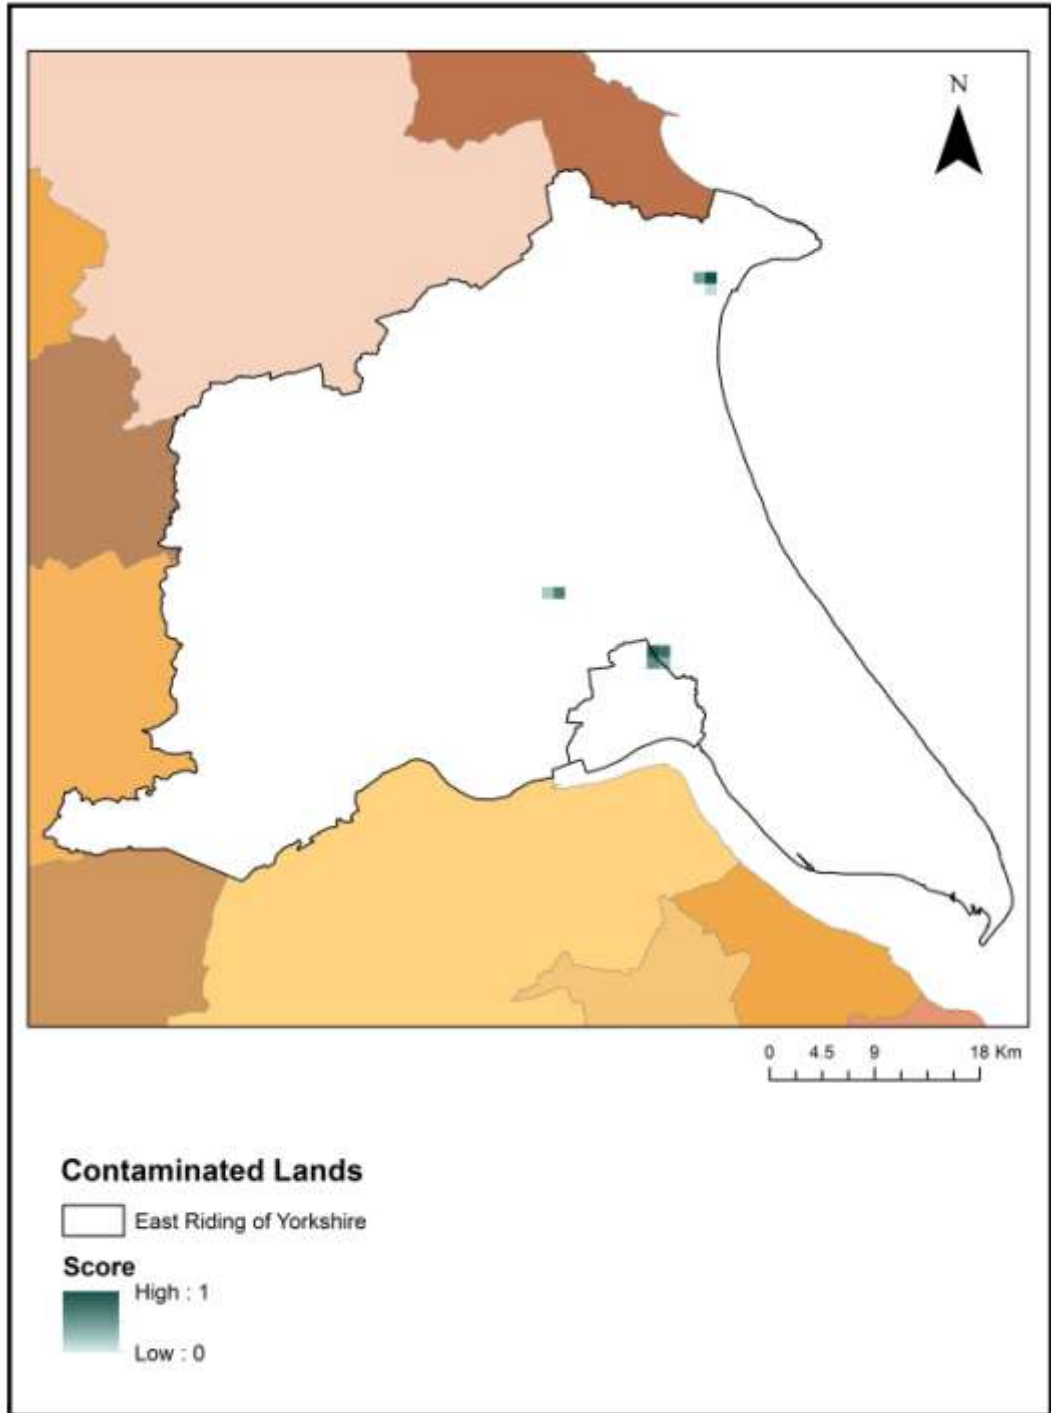 N
0 4.5 9 18 Km
Contaminated Lands
East Riding of Yorkshire
Score
High : 1
Low : 0